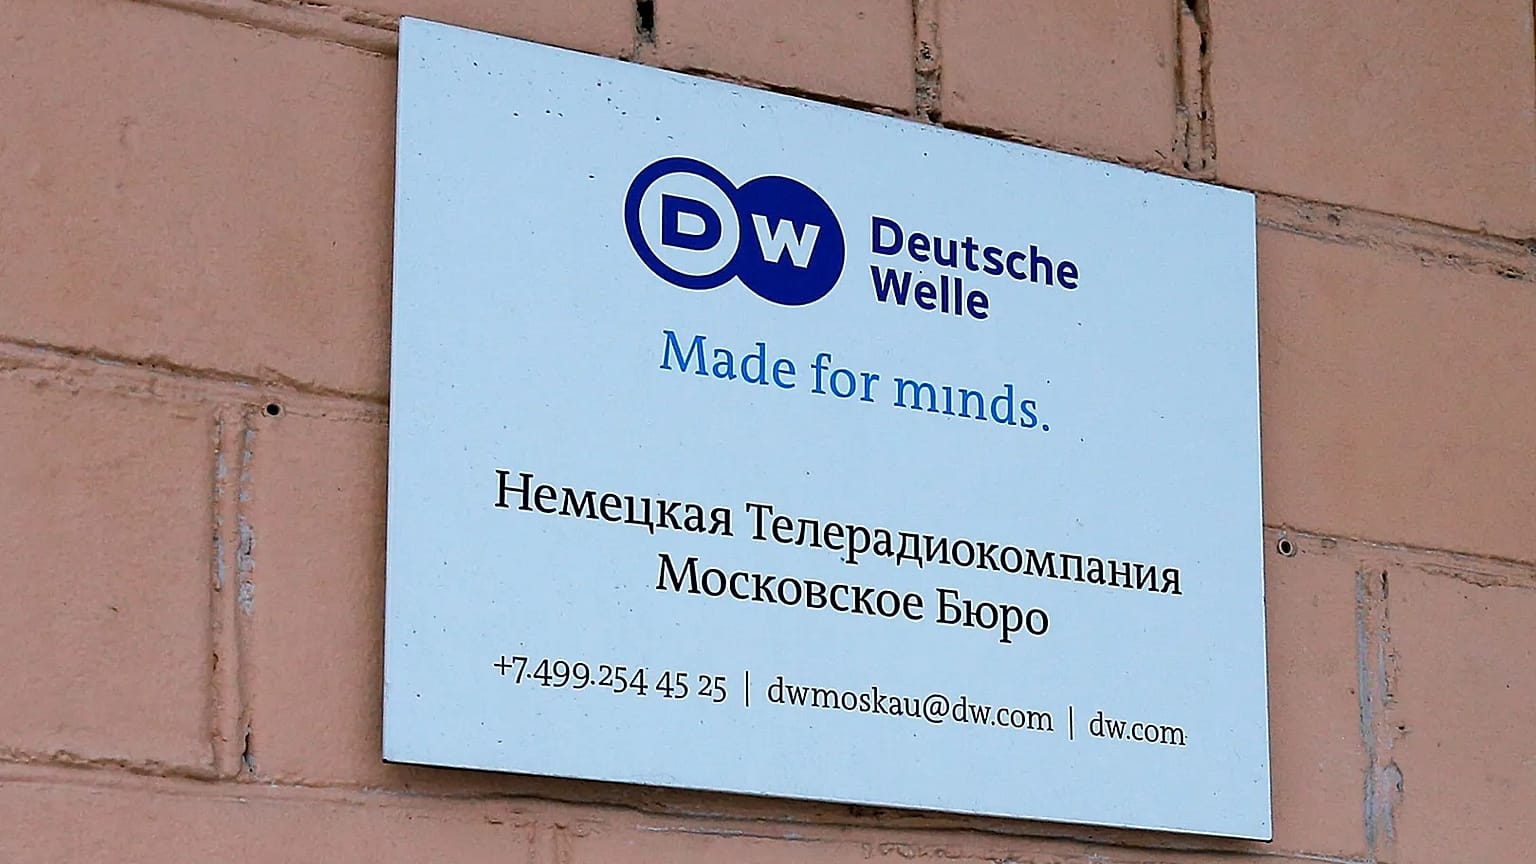 DW Deutsche
Welle
Made for minds.
Немецкая Телерадиокомпания
Московское Бюро
+7.499.254 45 25 | dwmoskau@dw.com | dw.com